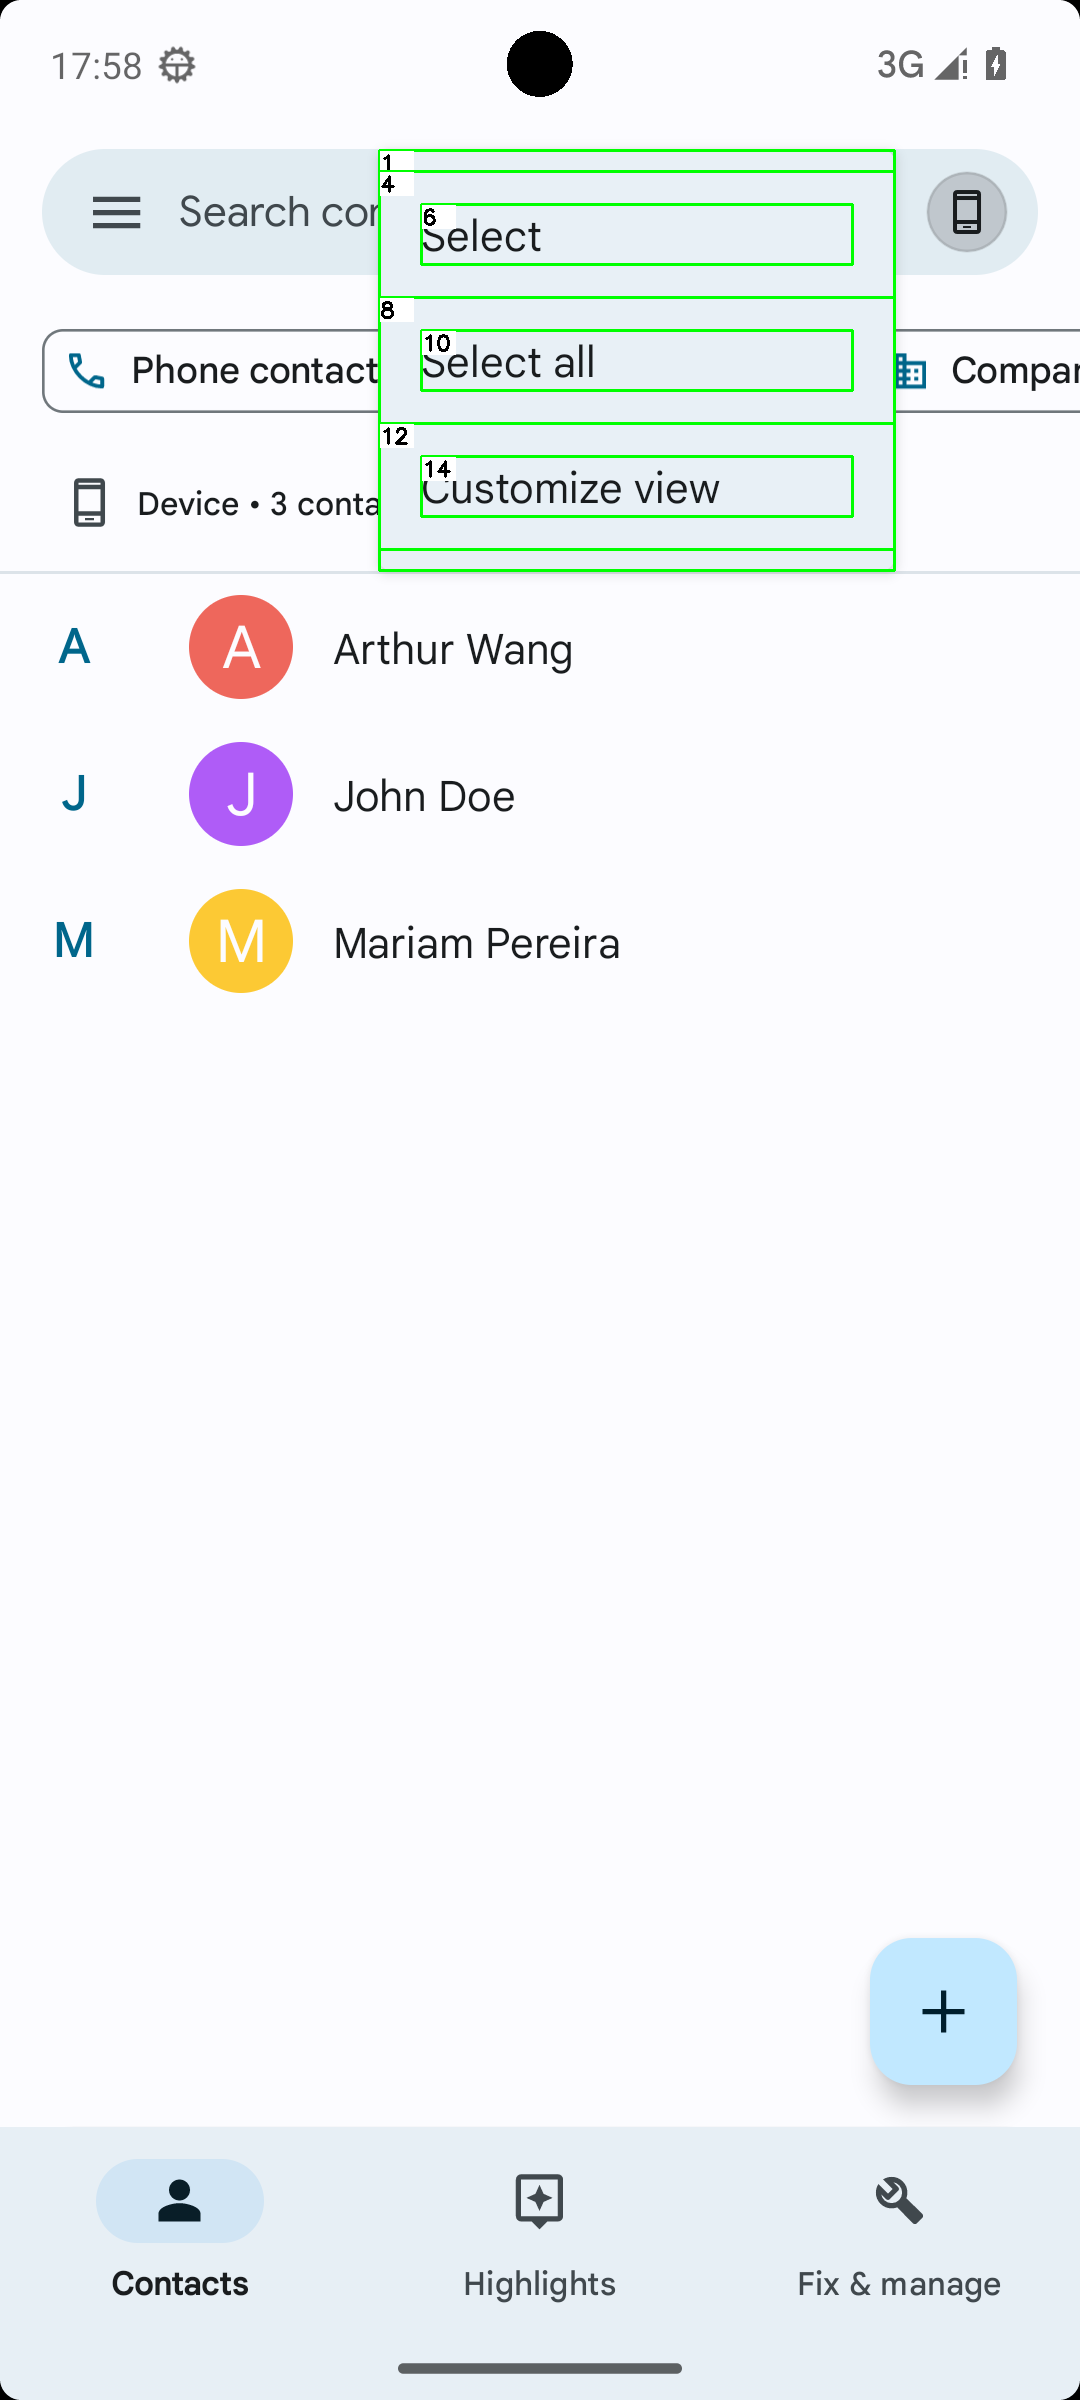 17:58
3G
Search con
1
4
6
Select
8
10
Select all
12
14
Customize view
Phone contact
Compar
Device • 3 conta
A
A
Arthur Wang
J
J
John Doe
M
M
Mariam Pereira
Contacts
Highlights
Fix & manage